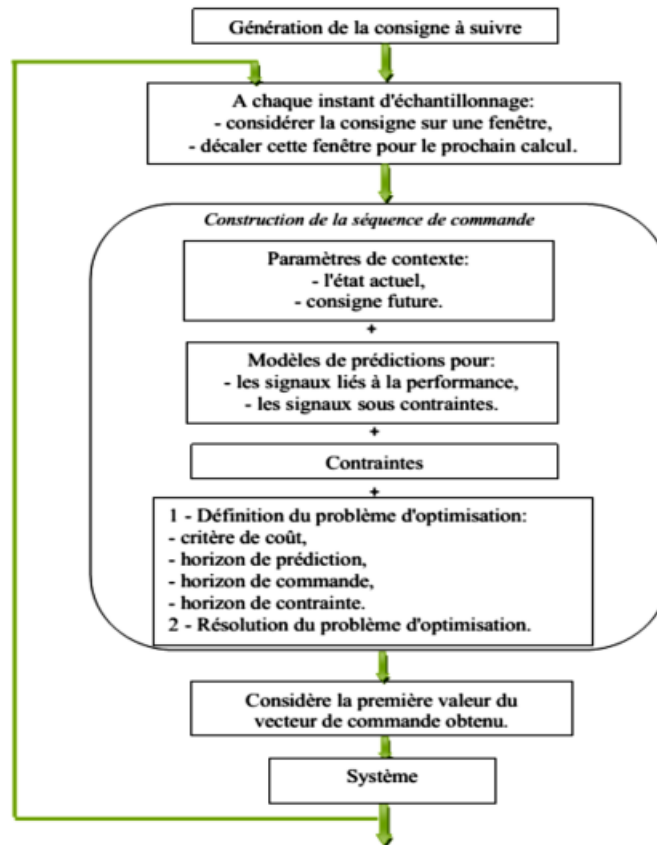 Génération de la consigne à suivre
A chaque instant d'échantillonnage:
- considérer la consigne sur une fenêtre,
- décaler cette fenêtre pour le prochain calcul.
Construction de la séquence de commande
Paramètres de contexte:
- l'état actuel,
- consigne future.
+
Modèles de prédictions pour:
- les signaux liés à la performance,
- les signaux sous contraintes.
+
Contraintes
+
1 - Définition du problème d'optimisation:
- critère de coût,
- horizon de prédiction,
- horizon de commande,
- horizon de contrainte.
2 - Résolution du problème d'optimisation.
Considère la première valeur du
vecteur de commande obtenu.
Système